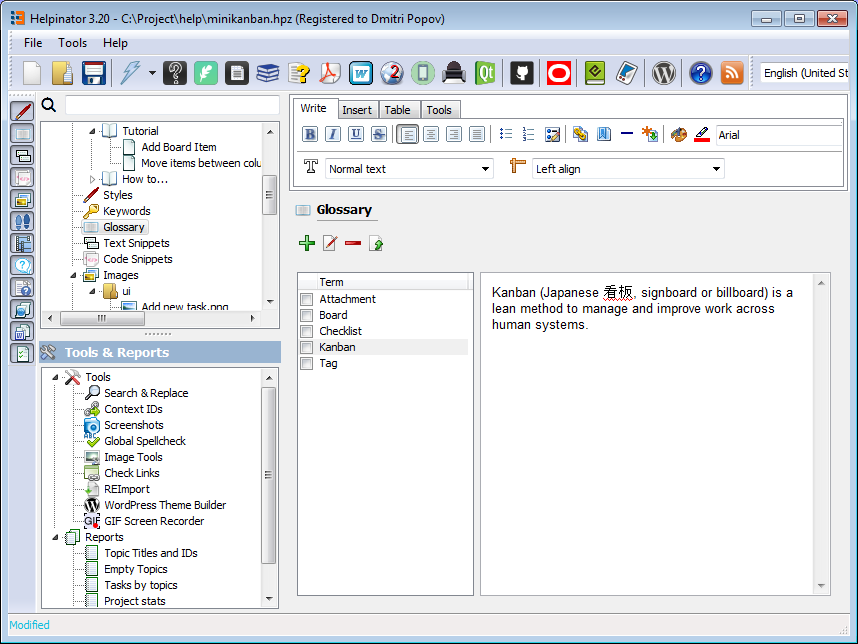 Helpinator 3.20 - C:\Project\help\minikanban.hpz (Registered to Dmitri Popov)
File Tools Help
English (United St
Tutorial
Add Board Item
Move items between colu
How to...
Styles
Keywords
Glossary
Text Snippets
Code Snippets
Images
ui
Add new task.png
Tools & Reports
Tools
Search & Replace
Context IDs
Screenshots
Global Spellcheck
Image Tools
Check Links
REImport
WordPress Theme Builder
GIF Screen Recorder
Reports
Topic Titles and IDs
Empty Topics
Tasks by topics
Project stats
Write Insert Table Tools
B I U S Arial
Normal text Left align
Glossary
Term
Attachment
Board
Checklist
Kanban
Tag
Kanban (Japanese 看板, signboard or billboard) is a
lean method to manage and improve work across
human systems.
Modified